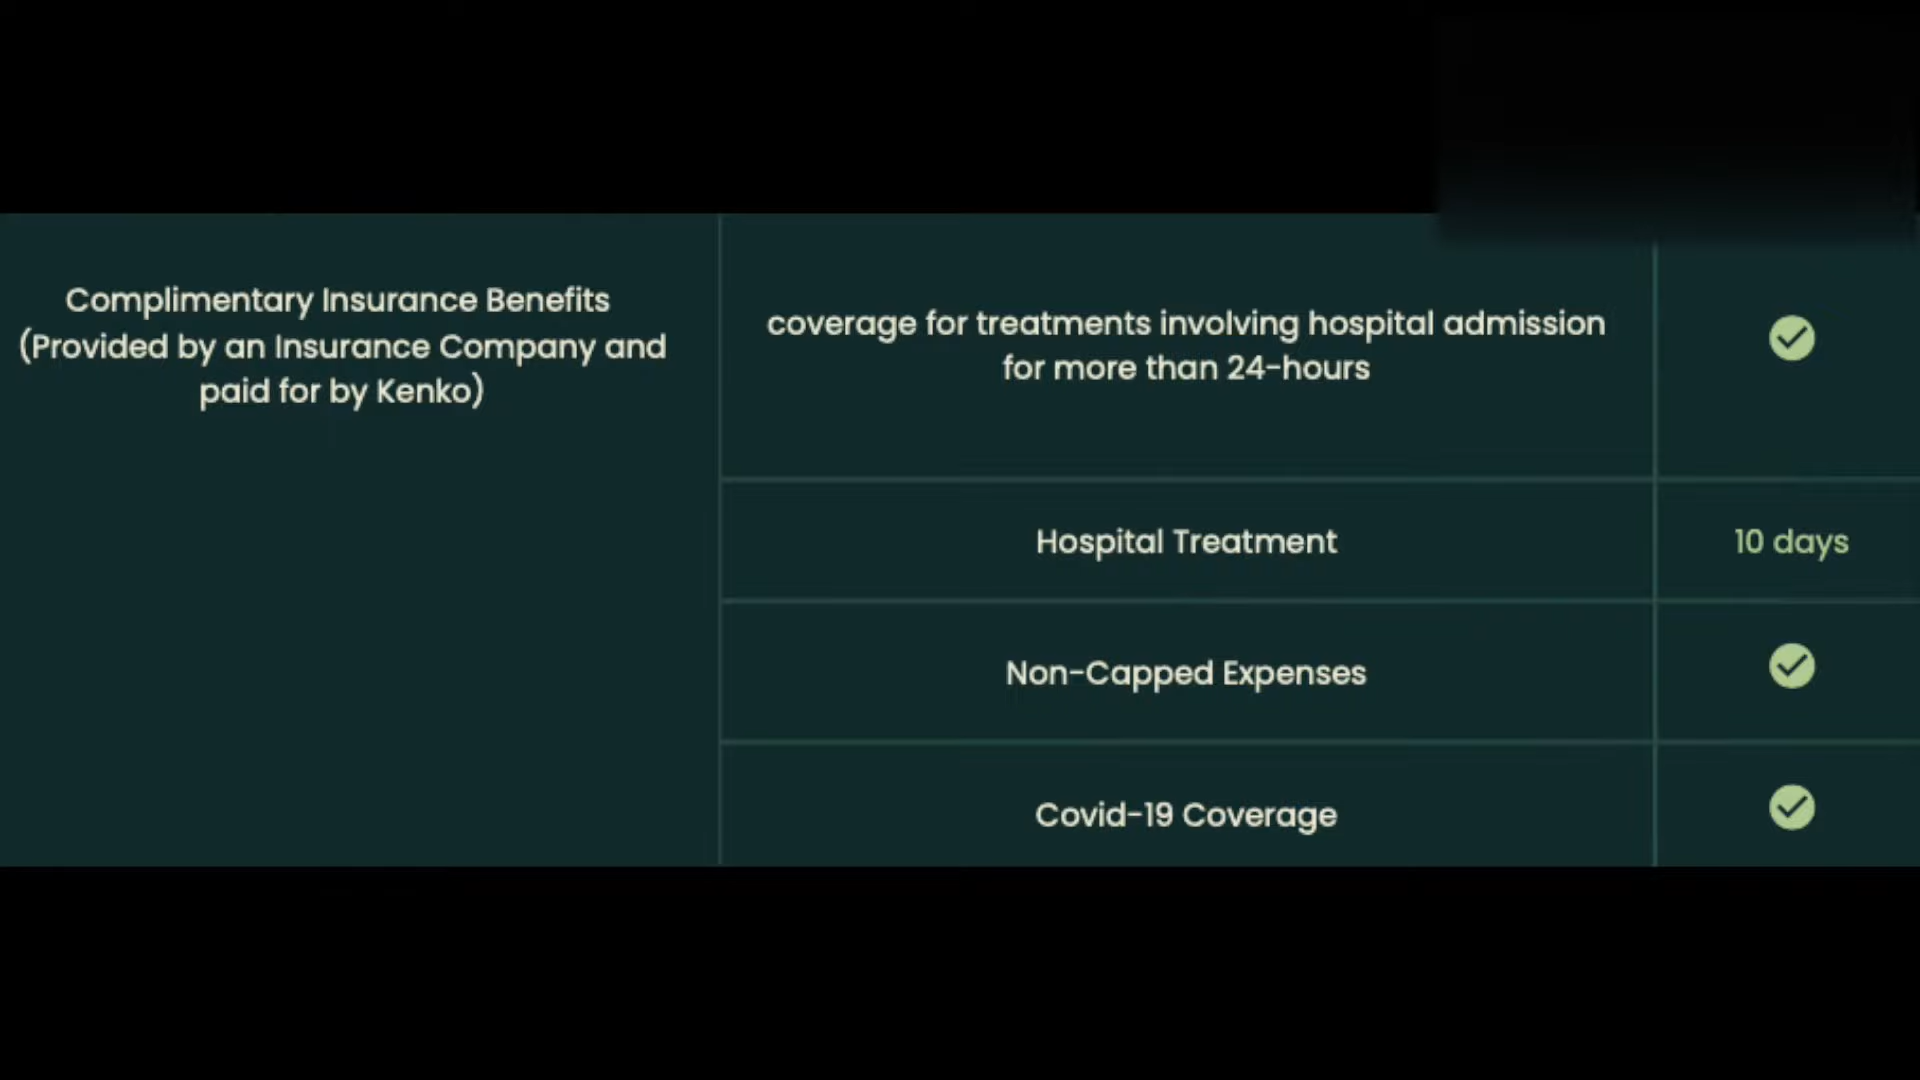 Complimentary Insurance Benefits
(Provided by an Insurance Company and
paid for by Kenko)
coverage for treatments involving hospital admission
for more than 24-hours
Hospital Treatment
10 days
Non-Capped Expenses
Covid-19 Coverage